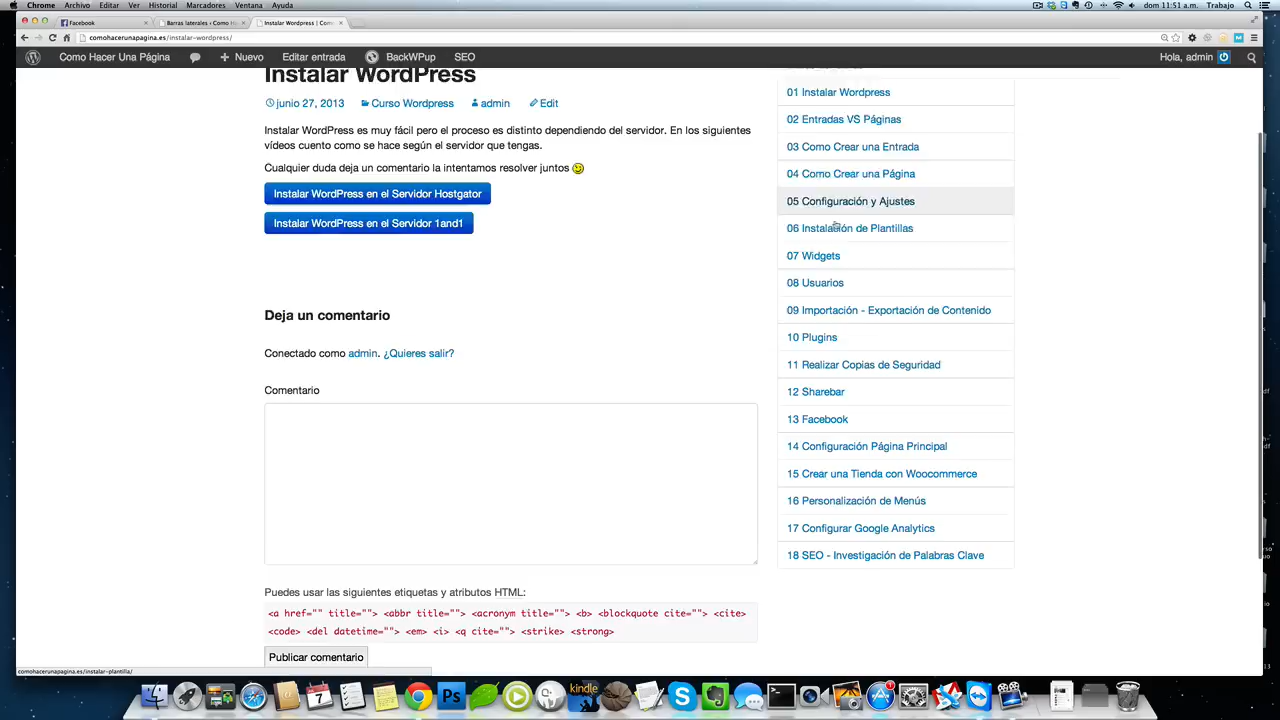 Chrome Archivo Editar Ver Historial Marcadores Ventana Ayuda
dom 11:51 a.m. Trabajo
Facebook
Barras laterales ‹ Como Ha
Instalar Wordpress | Com
comohacerunapagina.es/instalar-wordpress/
Como Hacer Una Página
Nuevo
Editar entrada
BackWPup
SEO
Hola, admin
Instalar WordPress
junio 27, 2013 Curso Wordpress admin Edit
Instalar WordPress es muy fácil pero el proceso es distinto dependiendo del servidor. En los siguientes
vídeos cuento como se hace según el servidor que tengas.
Cualquier duda deja un comentario la intentamos resolver juntos
Instalar WordPress en el Servidor Hostgator
Instalar WordPress en el Servidor 1and1
Deja un comentario
Conectado como admin. ¿Quieres salir?
Comentario
Puedes usar las siguientes etiquetas y atributos HTML:
<a href="" title=""> <abbr title=""> <acronym title=""> <b> <blockquote cite=""> <cite>
<code> <del datetime=""> <em> <i> <q cite=""> <strike> <strong>
Publicar comentario
01 Instalar Wordpress
02 Entradas VS Páginas
03 Como Crear una Entrada
04 Como Crear una Página
05 Configuración y Ajustes
06 Instalación de Plantillas
07 Widgets
08 Usuarios
09 Importación - Exportación de Contenido
10 Plugins
11 Realizar Copias de Seguridad
12 Sharebar
13 Facebook
14 Configuración Página Principal
15 Crear una Tienda con Woocommerce
16 Personalización de Menús
17 Configurar Google Analytics
18 SEO - Investigación de Palabras Clave
comohacerunapagina.es/instalar-plantilla/
7
Ps
kindle